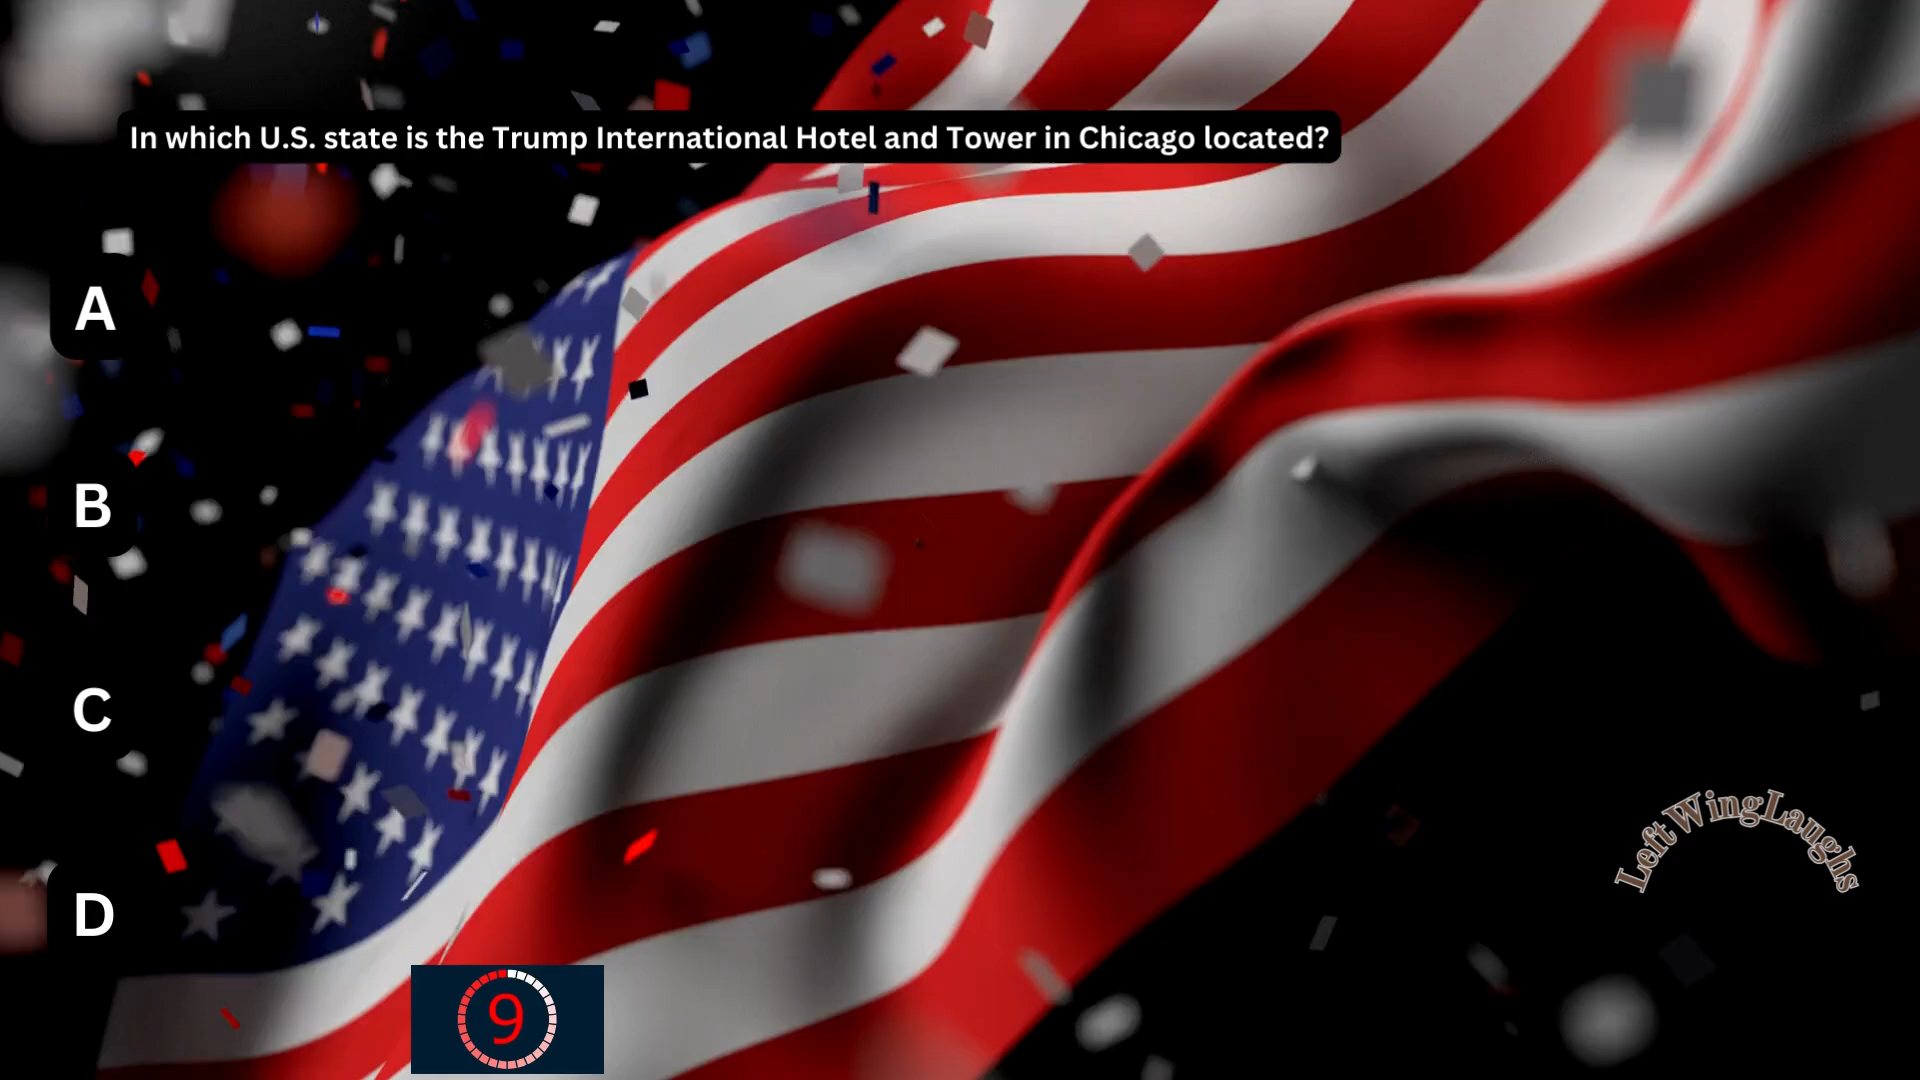 In which U.S. state is the Trump International Hotel and Tower in Chicago located?
A
B
C
D
9
LeftWingLaughs